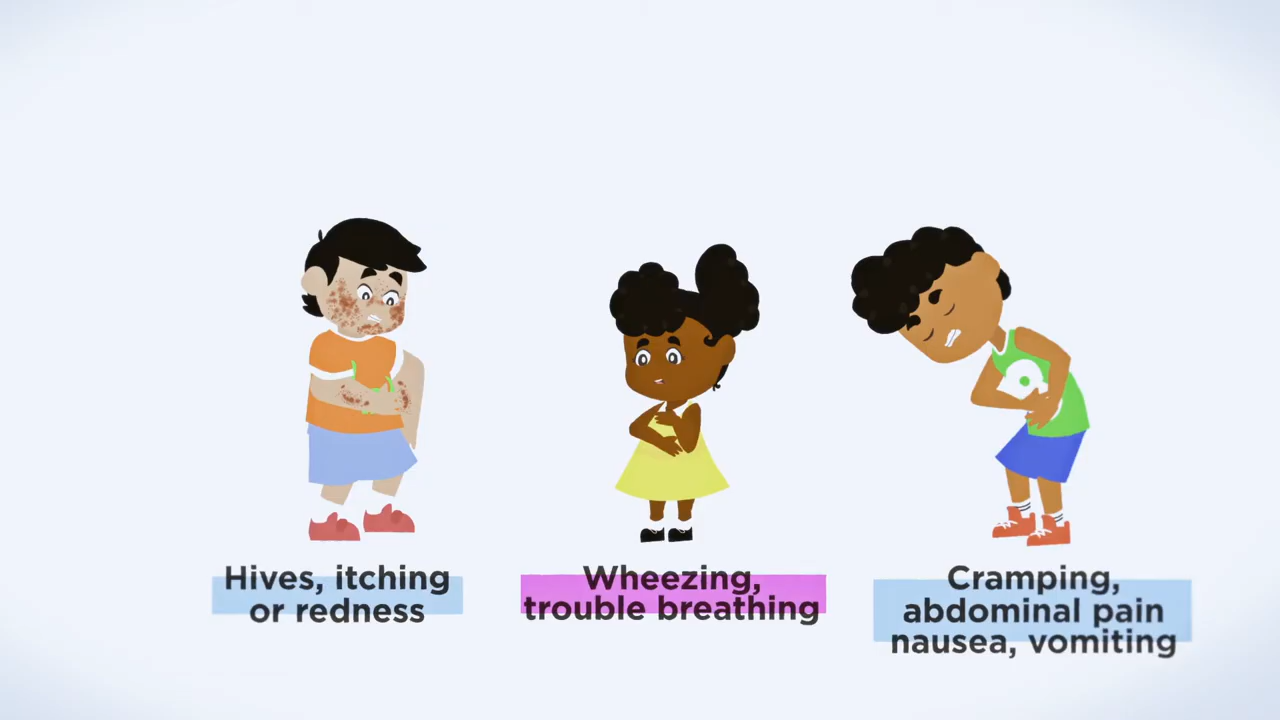 Hives, itching
or redness
Wheezing,
trouble breathing
Cramping,
abdominal pain
nausea, vomiting